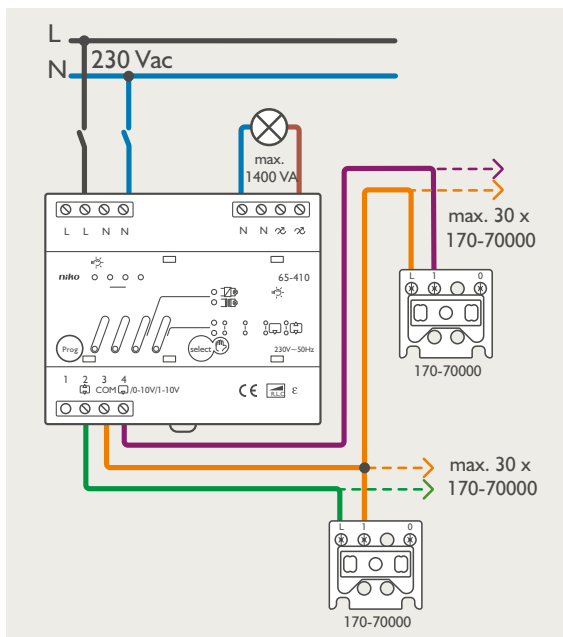 L
N 230 Vac
max.
1400 VA
L L N N
N N
max. 30 x
170-70000
niko
65-410
L 1 0
170-70000
Prog
select
230V~50Hz
1 2 3 4
COM /0-10V/1-10V
CE R,L,C ε
max. 30 x
170-70000
L 1 0
170-70000